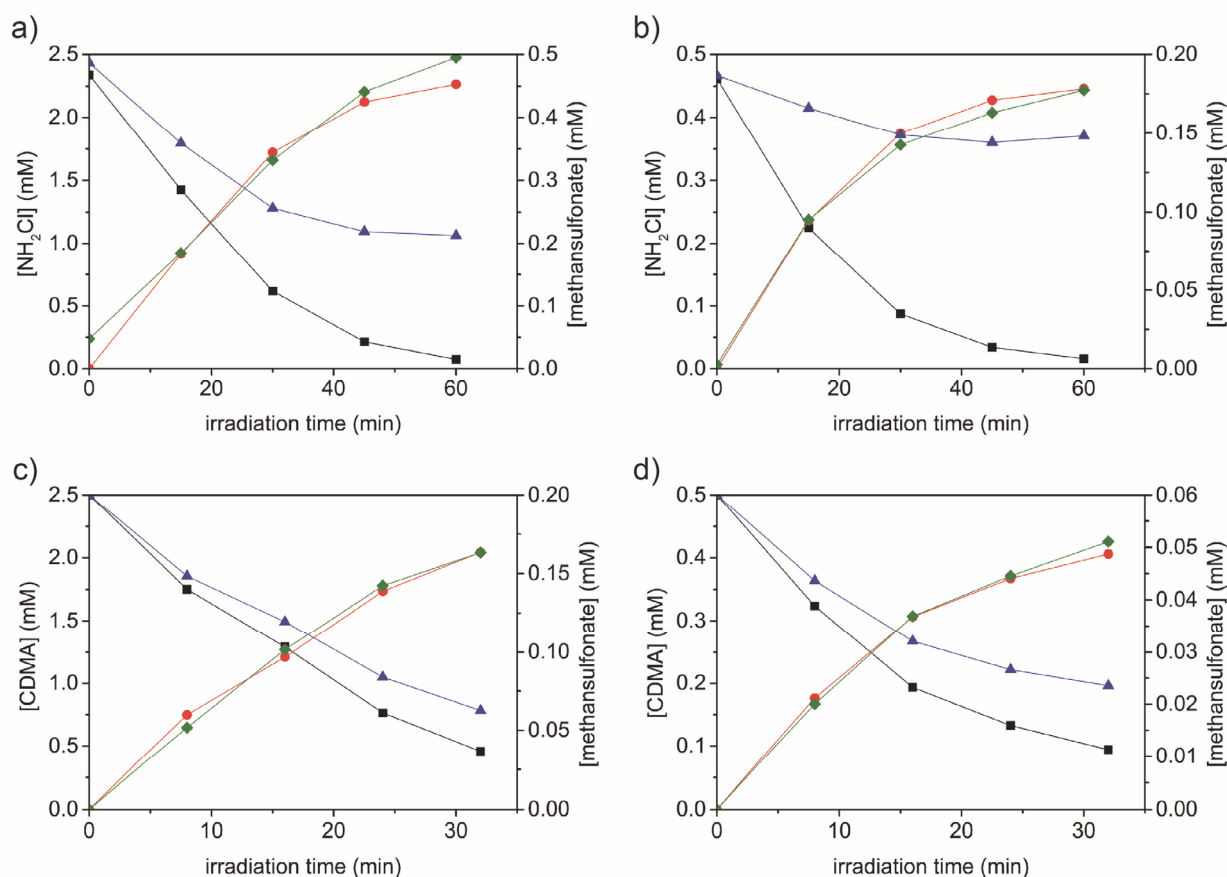 a)
[NH2Cl] (mM)
2.5
2.0
1.5
1.0
0.5
0.0
0 20 40 60
irradiation time (min)
0.5
0.4
0.3
0.2
0.1
0.0
[methansulfonate] (mM)
b)
[NH2Cl] (mM)
0.5
0.4
0.3
0.2
0.1
0.0
0 20 40 60
irradiation time (min)
0.20
0.15
0.10
0.05
0.00
[methansulfonate] (mM)
c)
[CDMA] (mM)
2.5
2.0
1.5
1.0
0.5
0.0
0 10 20 30
irradiation time (min)
0.20
0.15
0.10
0.05
0.00
[methansulfonate] (mM)
d)
[CDMA] (mM)
0.5
0.4
0.3
0.2
0.1
0.0
0 10 20 30
irradiation time (min)
0.06
0.05
0.04
0.03
0.02
0.01
0.00
[methansulfonate] (mM)